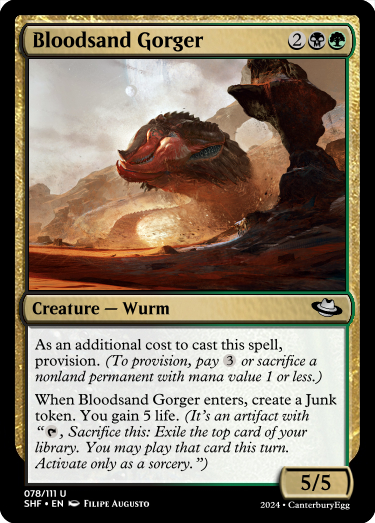 Bloodsand Gorger 2
Creature — Wurm
As an additional cost to cast this spell,
provision. (To provision, pay 3 or sacrifice a
nonland permanent with mana value 1 or less.)
When Bloodsand Gorger enters, create a Junk
token. You gain 5 life. (It's an artifact with
“, Sacrifice this: Exile the top card of your
library. You may play that card this turn.
Activate only as a sorcery.”)
5/5
078/111 U
SHF • EN Filipe Augusto
2024 • CanterburyEgg